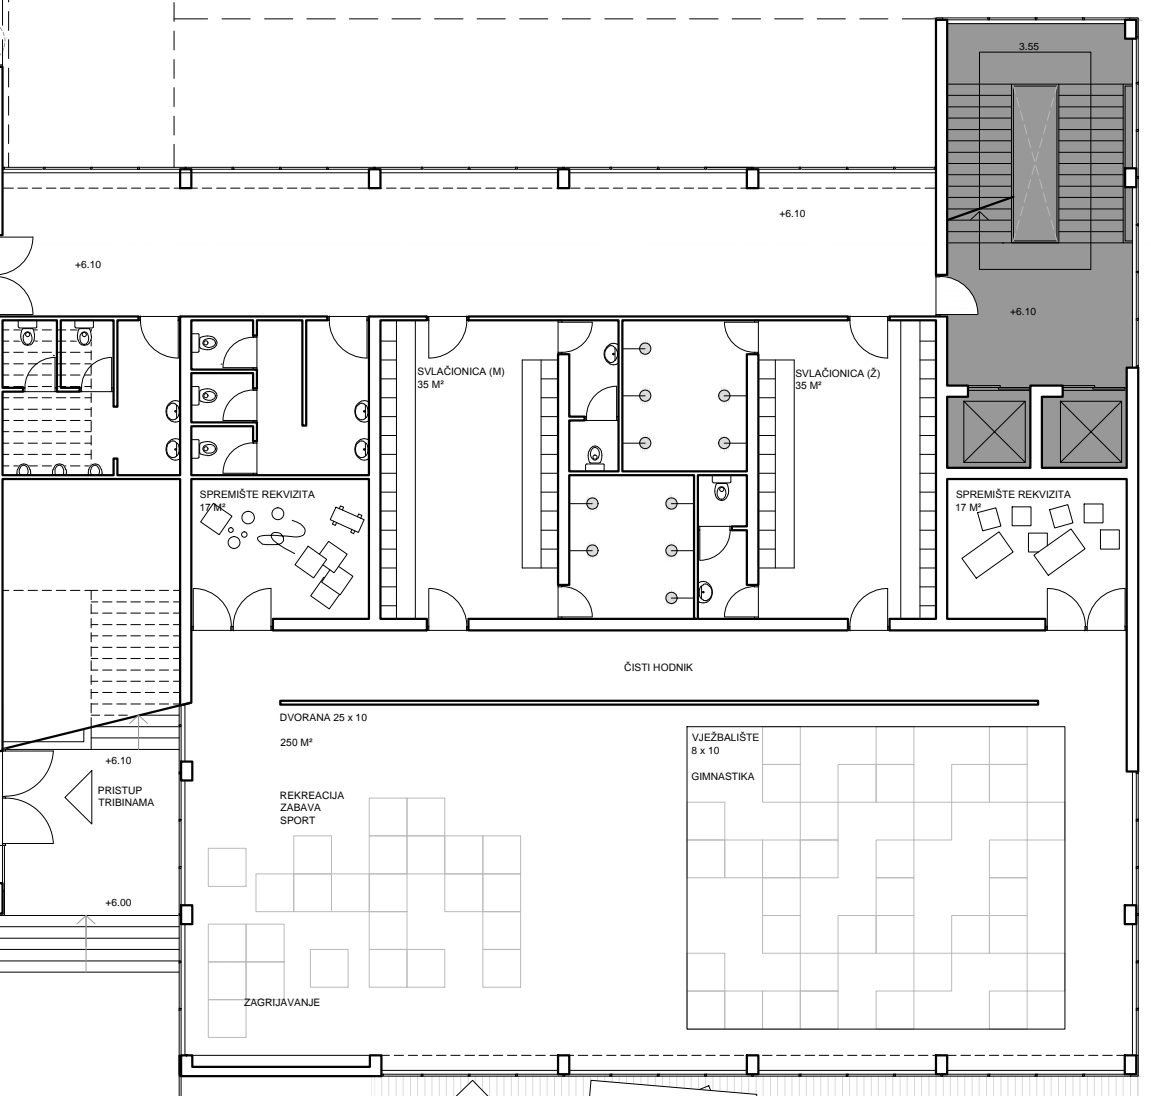 3.55
+6.10
+6.10
+6.10
SVLAČIONICA (M)
35 M²
SVLAČIONICA (Ž)
35 M²
SPREMIŠTE REKVIZITA
17 M²
SPREMIŠTE REKVIZITA
17 M²
ČISTI HODNIK
DVORANA 25 x 10
250 M²
VJEŽBALIŠTE
8 x 10
GIMNASTIKA
+6.10
PRISTUP
TRIBINAMA
REKREACIJA
ZABAVA
SPORT
+6.00
ZAGRIJAVANJE